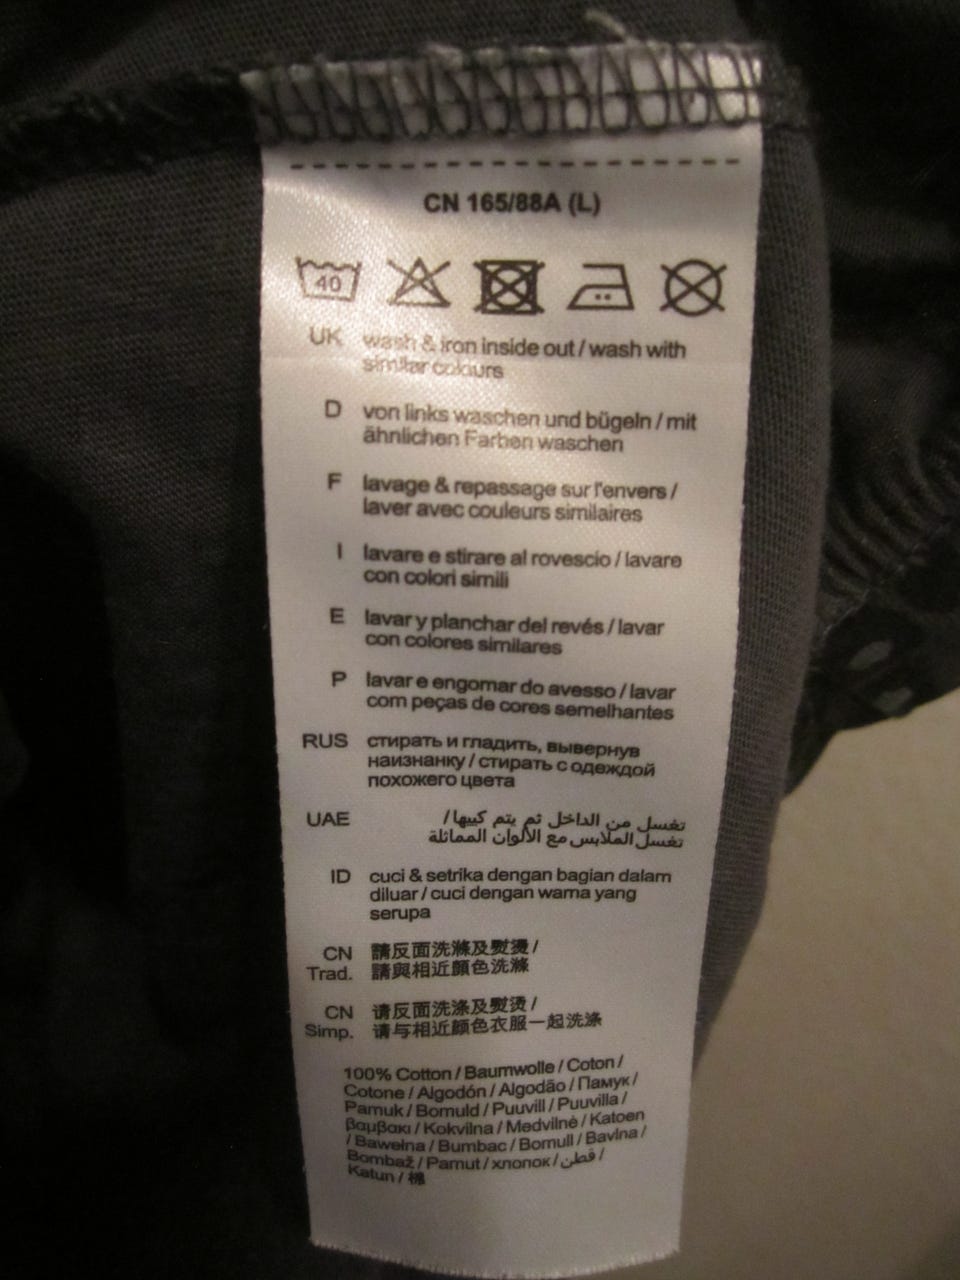 CN 165/88A (L)
40
UK wash & iron inside out / wash with
similar colours
D von links waschen und bügeln / mit
ähnlichen Farben waschen
F lavage & repassage sur l'envers /
laver avec couleurs similaires
I lavare e stirare al rovescio / lavare
con colori simili
E lavar y planchar del revés / lavar
con colores similares
P lavar e engomar do avesso / lavar
com peças de cores semelhantes
RUS стирать и гладить, вывернув
наизнанку / стирать с одеждой
похожего цвета
UAE تغسل من الداخل ثم يتم كييها /
تغسل الملابس مع الألوان المماثلة
ID cuci & setrika dengan bagian dalam
diluar / cuci dengan warna yang
serupa
CN 請反面洗滌及熨燙 /
Trad. 請與相近顏色洗滌
CN 请反面洗涤及熨烫 /
Simp. 请与相近颜色衣服一起洗涤
100% Cotton / Baumwolle / Coton /
Cotone / Algodón / Algodão / Памук /
Pamuk / Bomuld / Puuvill / Puuvilla /
βαμβακι / Kokvilna / Medvilnė / Katoen
/ Bawełna / Bumbac / Bomull / Bavlna /
Bombaž / Pamut / хлопок / قطن /
Katun / 棉